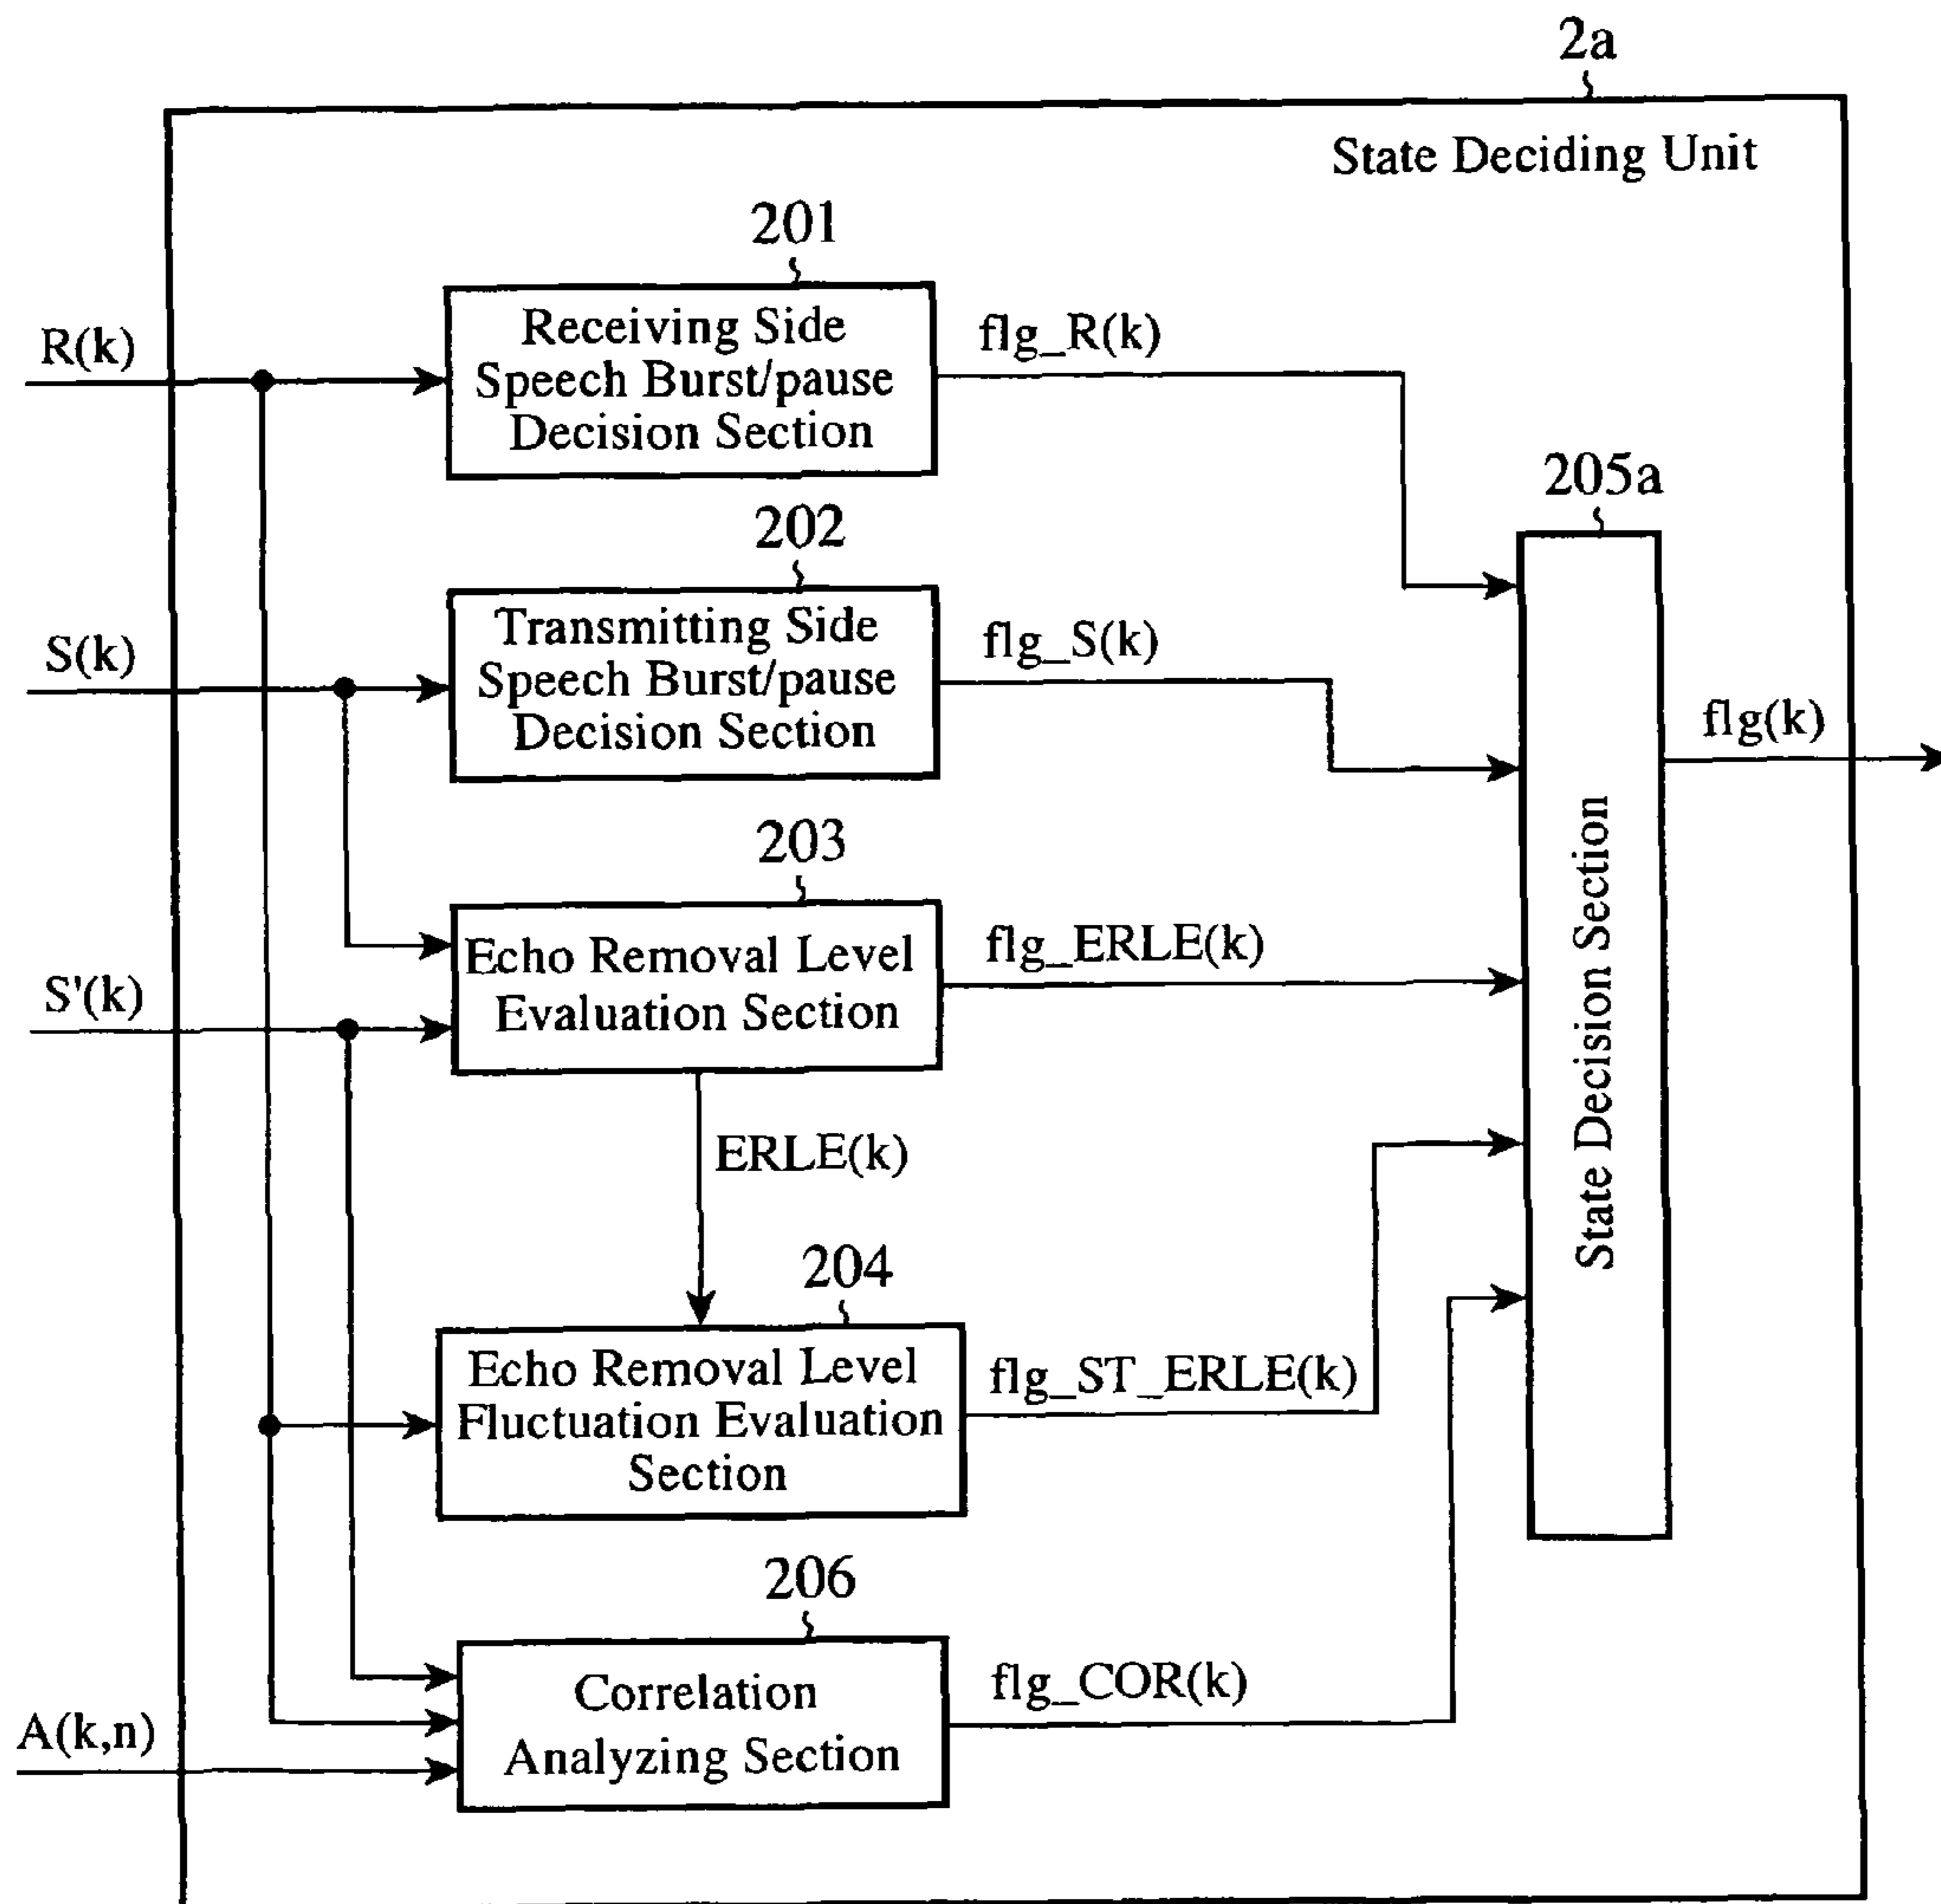 2a
State Deciding Unit
201
R(k)
Receiving Side
Speech Burst/pause
Decision Section
flg_R(k)
205a
202
S(k)
Transmitting Side
Speech Burst/pause
Decision Section
flg_S(k)
flg(k)
State Decision Section
203
S'(k)
Echo Removal Level
Evaluation Section
flg_ERLE(k)
ERLE(k)
204
Echo Removal Level
Fluctuation Evaluation
Section
flg_ST_ERLE(k)
206
A(k,n)
Correlation
Analyzing Section
flg_COR(k)